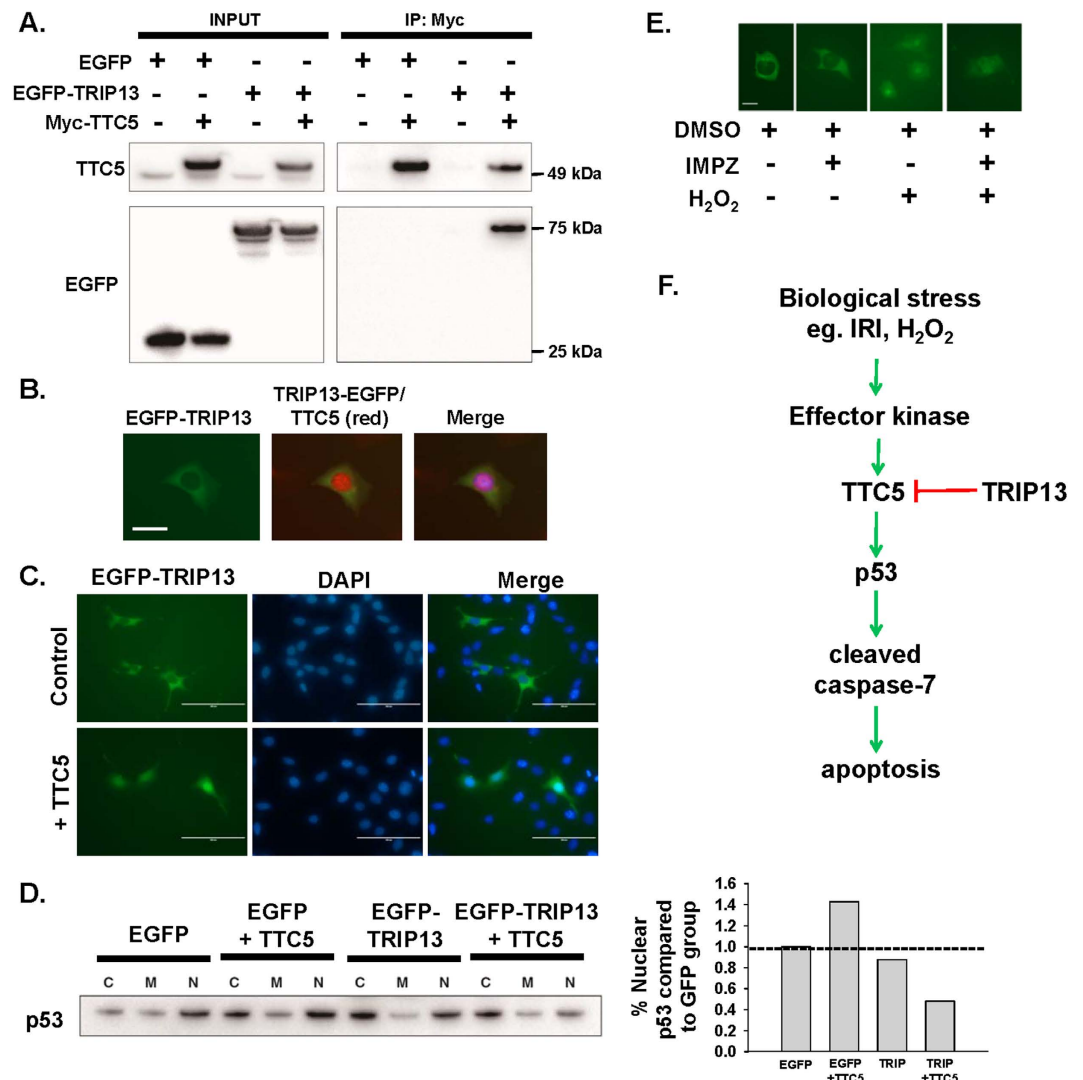 A.
INPUT
IP: Myc
EGFP + + - - + + - -
EGFP-TRIP13 - - + + - - + +
Myc-TTC5 - + - + - + - +
TTC5
49 kDa
75 kDa
EGFP
25 kDa
B.
EGFP-TRIP13
TRIP13-EGFP/
TTC5 (red)
Merge
C.
EGFP-TRIP13
DAPI
Merge
Control
+ TTC5
D.
EGFP
EGFP
+ TTC5
EGFP-
TRIP13
EGFP-TRIP13
+ TTC5
C M N C M N C M N C M N
p53
% Nuclear
p53 compared
to GFP group
1.6
1.4
1.2
1.0
0.8
0.6
0.4
0.2
0.0
EGFP
EGFP
+TTC5
TRIP
TRIP
+TTC5
E.
DMSO + + + +
IMPZ - + - +
H₂O₂ - - + +
F.
Biological stress
eg. IRI, H₂O₂
Effector kinase
TTC5
TRIP13
p53
cleaved
caspase-7
apoptosis